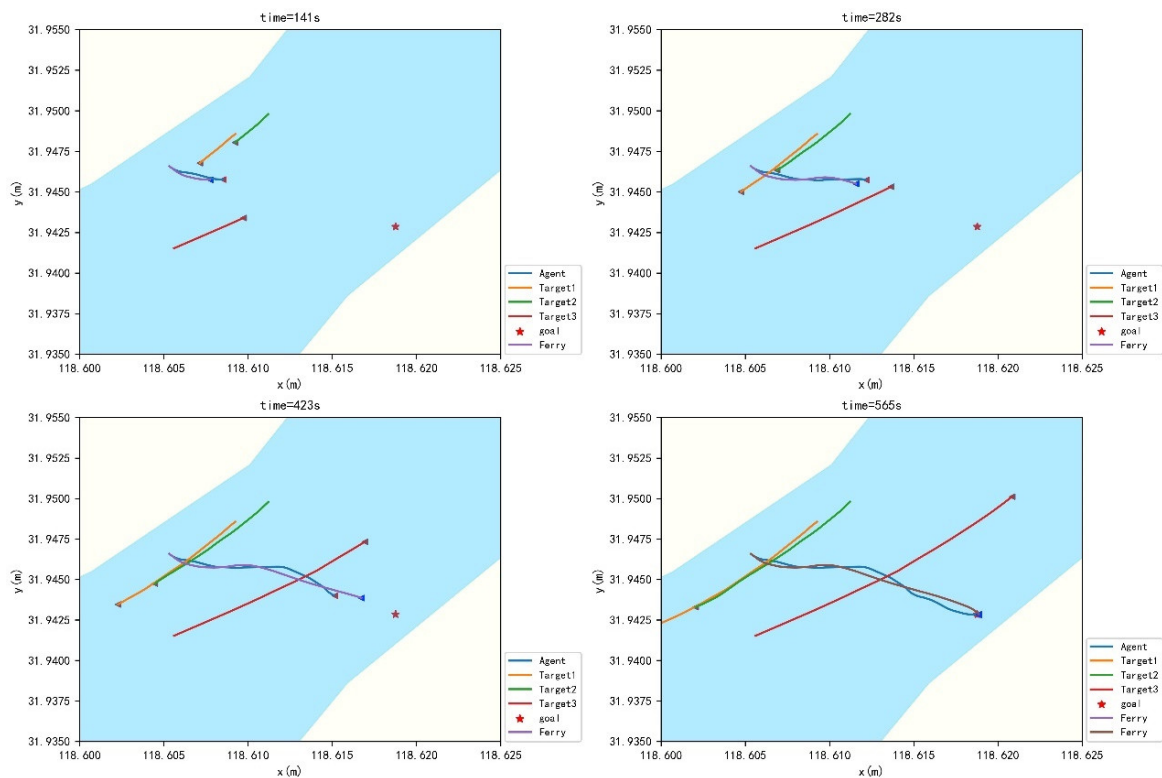 time=141s
31.9550
31.9525
31.9500
31.9475
31.9450
31.9425
31.9400
31.9375
31.9350
y(m)
118.600 118.605 118.610 118.615 118.620 118.625
x(m)
Agent
Target1
Target2
Target3
goal
Ferry
time=282s
31.9550
31.9525
31.9500
31.9475
31.9450
31.9425
31.9400
31.9375
31.9350
y(m)
118.600 118.605 118.610 118.615 118.620 118.625
x(m)
Agent
Target1
Target2
Target3
goal
Ferry
time=423s
31.9550
31.9525
31.9500
31.9475
31.9450
31.9425
31.9400
31.9375
31.9350
y(m)
118.600 118.605 118.610 118.615 118.620 118.625
x(m)
Agent
Target1
Target2
Target3
goal
Ferry
time=565s
31.9550
31.9525
31.9500
31.9475
31.9450
31.9425
31.9400
31.9375
31.9350
y(m)
118.600 118.605 118.610 118.615 118.620 118.625
x(m)
Agent
Target1
Target2
Target3
goal
Ferry
Ferry